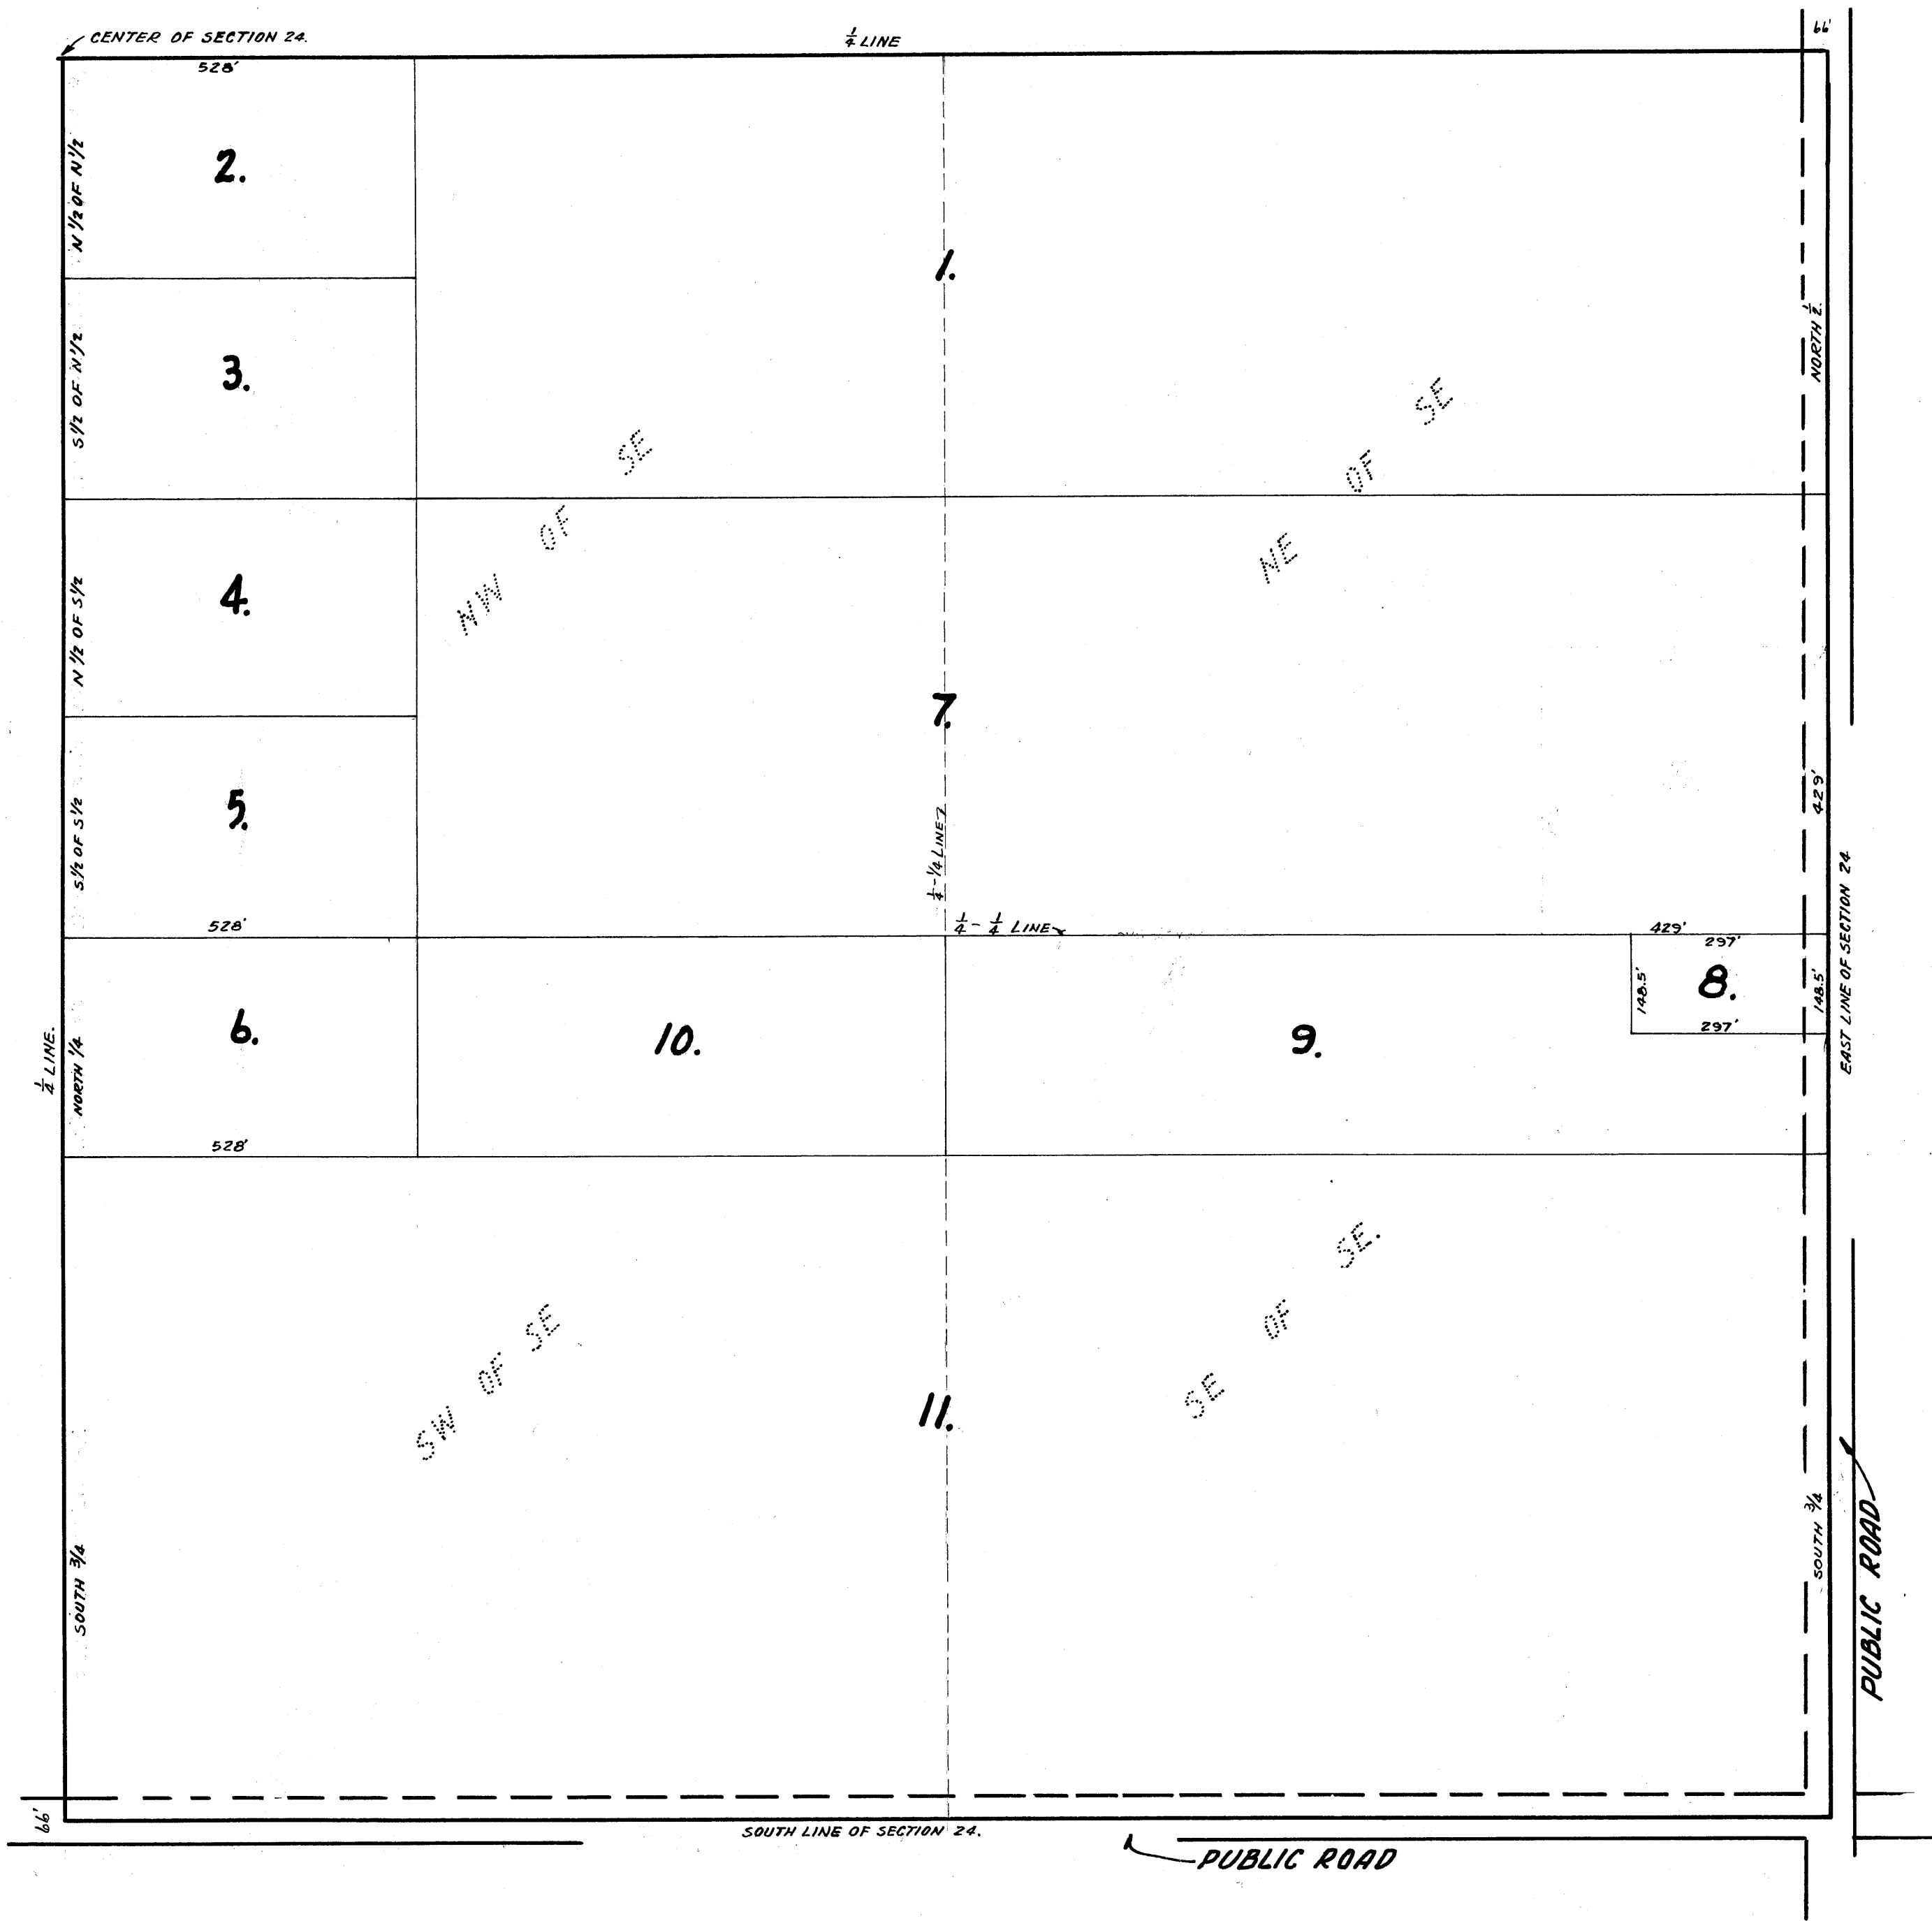 CENTER OF SECTION 24.
1/4 LINE
66'
528'
N 1/2 OF N 1/2
2.
1.
NORTH 1/2.
S 1/2 OF N 1/2
3.
SE
SE
OF
OF
NW
NE
N 1/2 OF S 1/2
4.
7.
429'
S 1/2 OF S 1/2
5.
1/4 - 1/4 LINE
EAST LINE OF SECTION 24
528'
1/4 - 1/4 LINE
429'
297'
148.5'
8.
148.5'
297'
1/4 LINE.
NORTH 1/4
6.
10.
9.
528'
SW OF SE
SE OF SE.
11.
SOUTH 3/4
SOUTH 3/4
PUBLIC ROAD
66'
SOUTH LINE OF SECTION 24.
PUBLIC ROAD